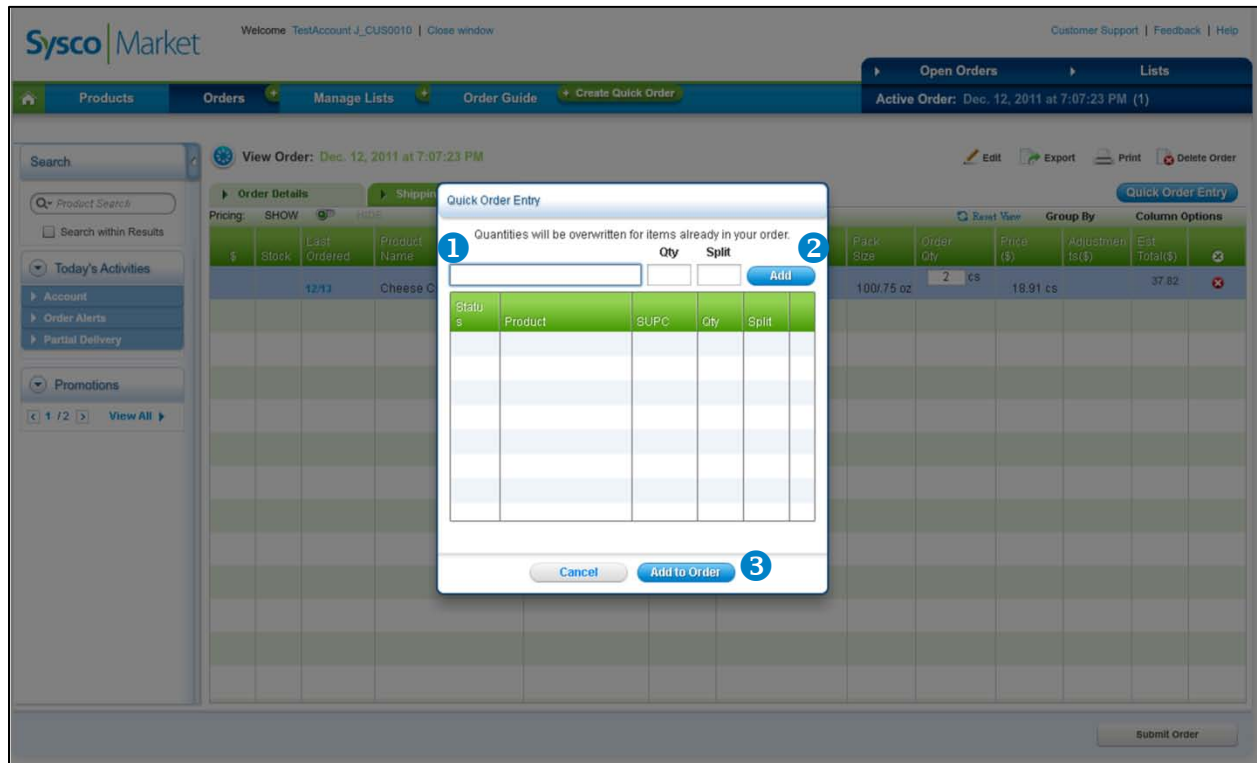 Sysco Market
Welcome TestAccount J_CUS0010 | Close window
Customer Support | Feedback | Help
Open Orders
Lists
Products
Orders
Manage Lists
Order Guide
+ Create Quick Order
Active Order: Dec. 12, 2011 at 7:07:23 PM (1)
Search
Product Search
Search within Results
Today's Activities
Account
Order Alerts
Partial Delivery
Promotions
1 / 2
View All
View Order: Dec. 12, 2011 at 7:07:23 PM
Edit
Export
Print
Delete Order
Order Details
Shippin
Quick Order Entry
Pricing: SHOW HIDE
Reset View
Group By
Column Options
$
Stock
Last Ordered
Product Name
Pack Size
Order Qty
Price ($)
Adjustmen ts($)
Est Total($)
12/13
Cheese C
100/.75 oz
2 cs
18.91 cs
37.82
Quick Order Entry
Quantities will be overwritten for items already in your order.
1
Qty
Split
2
Add
Statu s
Product
SUPC
Qty
Split
Cancel
Add to Order
3
Submit Order